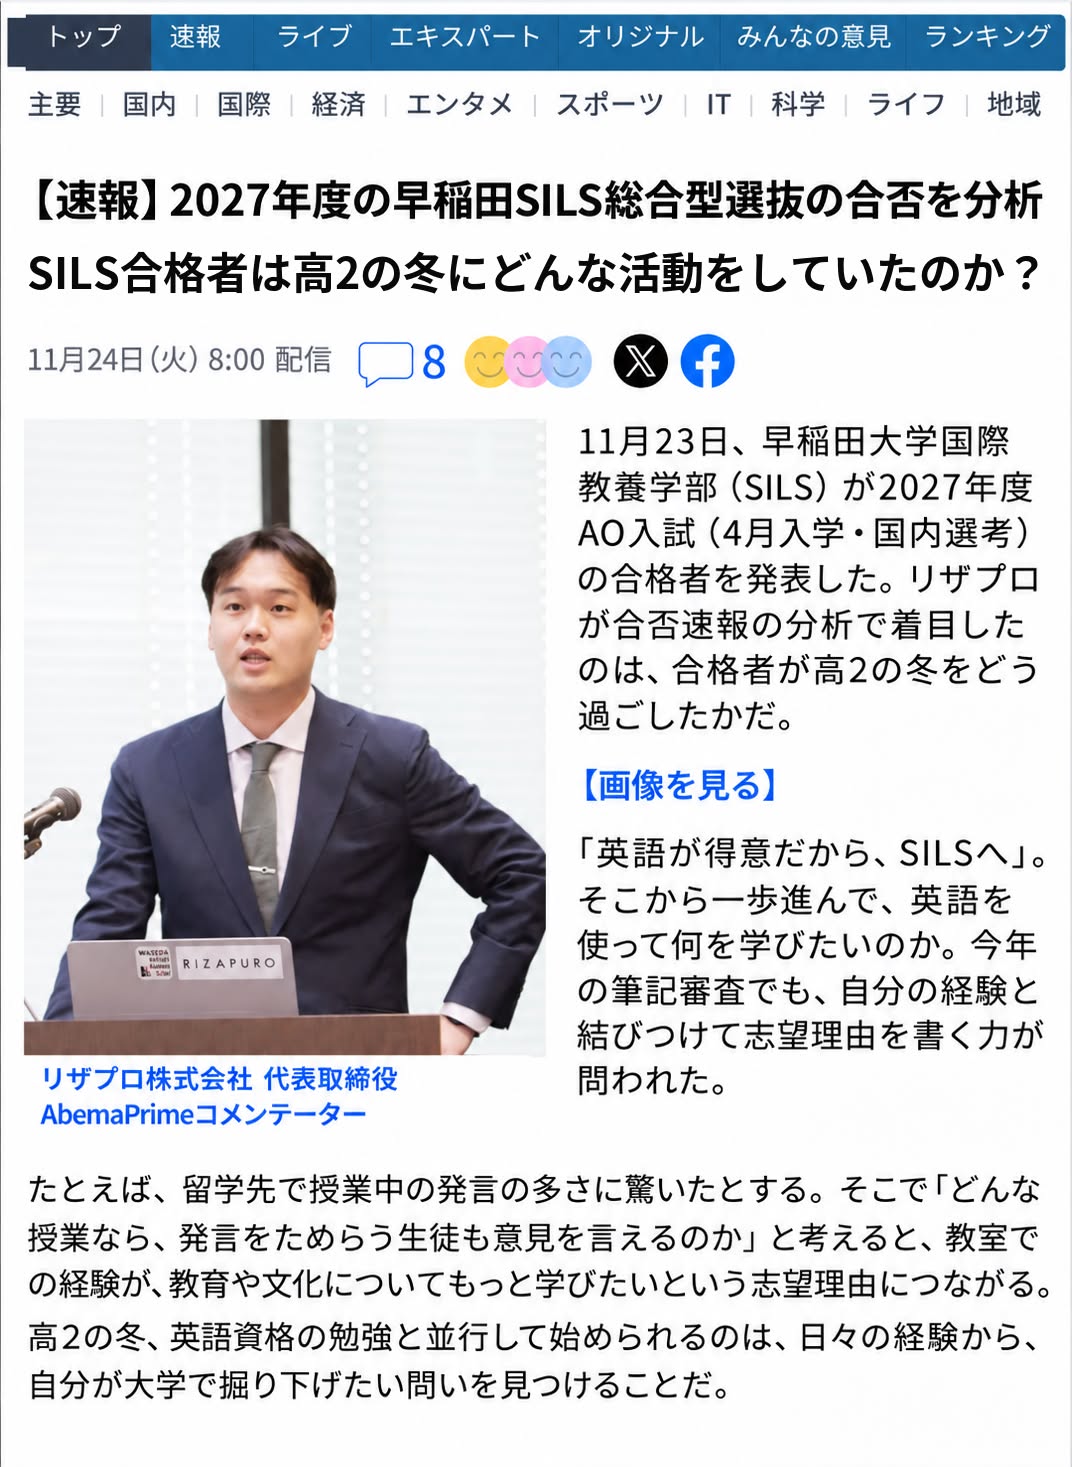 トップ 速報 ライブ エキスパート オリジナル みんなの意見 ランキング
主要 国内 国際 経済 エンタメ スポーツ IT 科学 ライフ 地域
【速報】2027年度の早稲田SILS総合型選抜の合否を分析
SILS合格者は高2の冬にどんな活動をしていたのか？
11月24日（火）8:00 配信 8
11月23日、早稲田大学国際
教養学部（SILS）が2027年度
AO入試（4月入学・国内選考）
の合格者を発表した。リザプロ
が合否速報の分析で着目した
のは、合格者が高2の冬をどう
過ごしたかだ。
【画像を見る】
「英語が得意だから、SILSへ」。
そこから一歩進んで、英語を
使って何を学びたいのか。今年
の筆記審査でも、自分の経験と
結びつけて志望理由を書く力が
問われた。
WASEDA
RIZAPURO
リザプロ株式会社 代表取締役
AbemaPrimeコメンテーター
たとえば、留学先で授業中の発言の多さに驚いたとする。そこで「どんな
授業なら、発言をためらう生徒も意見を言えるのか」と考えると、教室で
の経験が、教育や文化についてもっと学びたいという志望理由につながる。
高２の冬、英語資格の勉強と並行して始められるのは、日々の経験から、
自分が大学で掘り下げたい問いを見つけることだ。